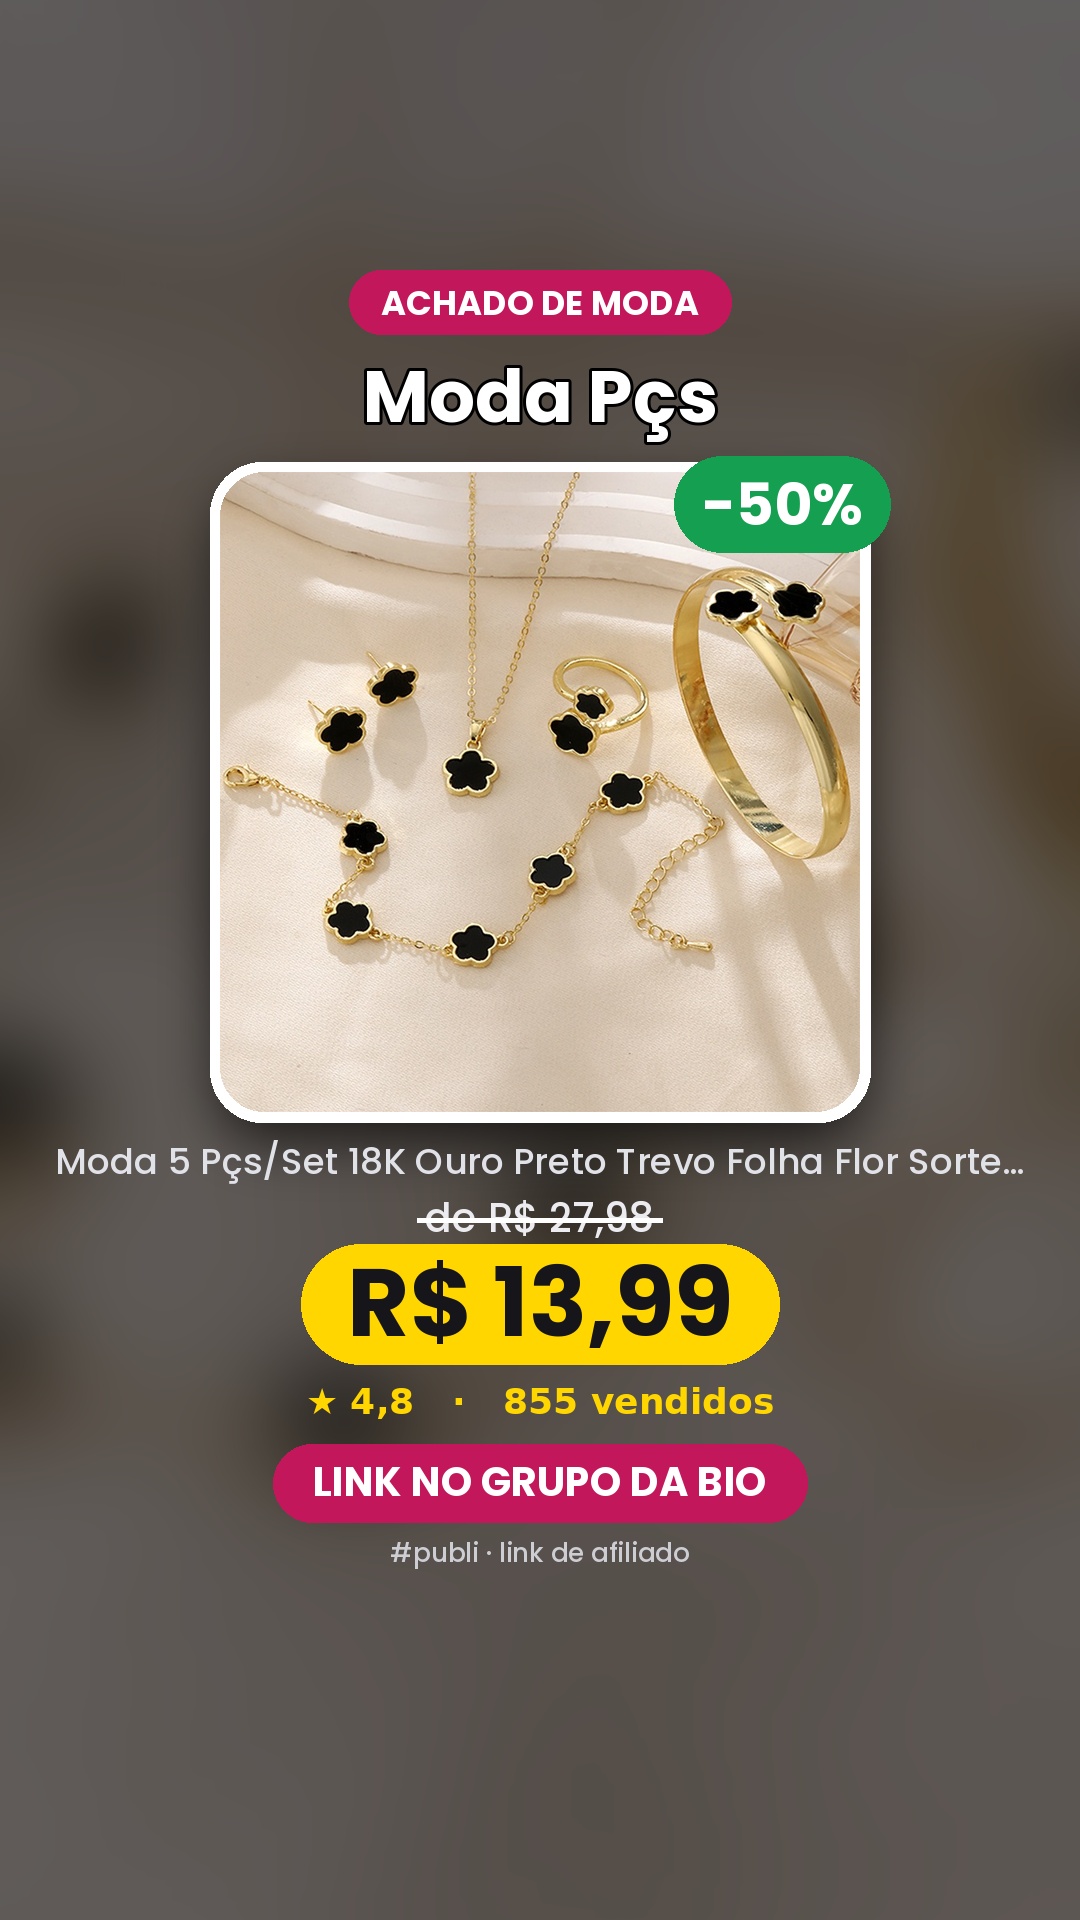 ACHADO DE MODA
Moda Pçs
-50%
Moda 5 Pçs/Set 18K Ouro Preto Trevo Folha Flor Sorte...
de R$ 27,98
R$ 13,99
★ 4,8 · 855 vendidos
LINK NO GRUPO DA BIO
#publi · link de afiliado